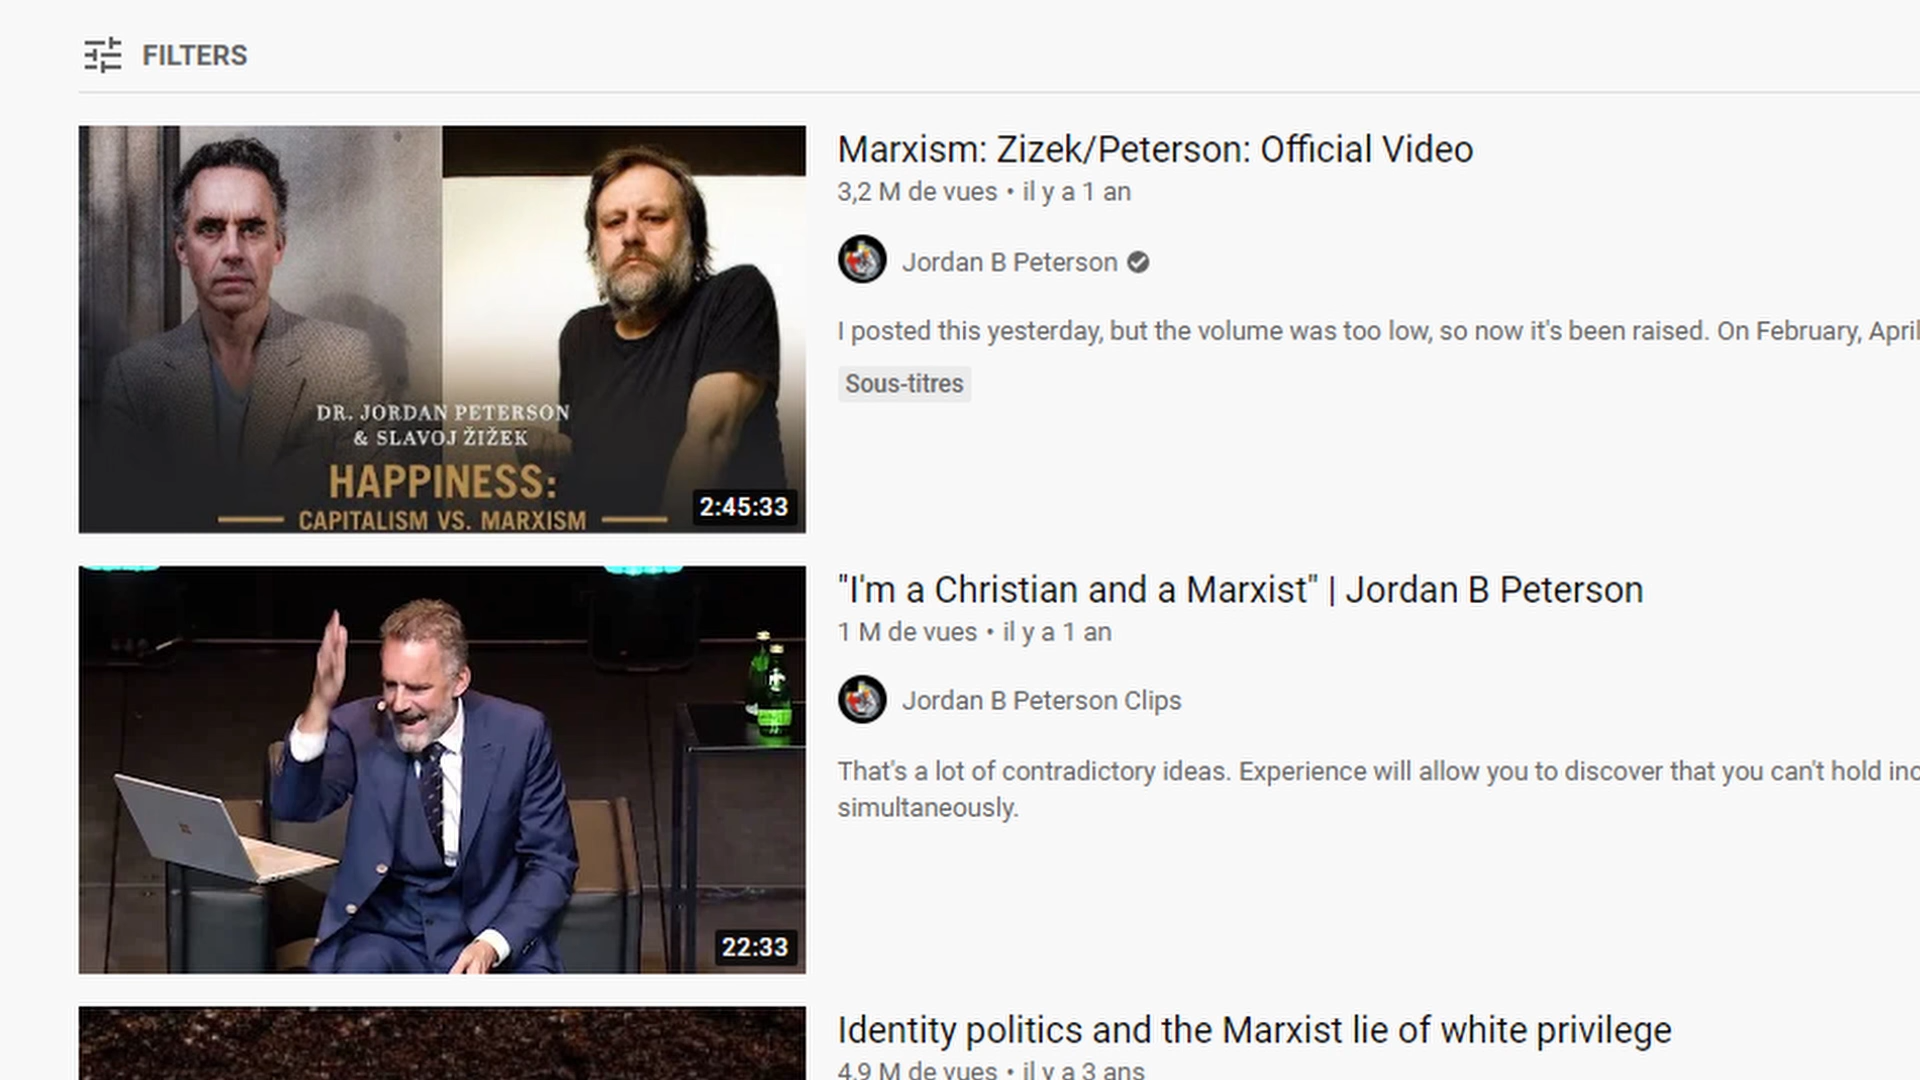 FILTERS
DR. JORDAN PETERSON
& SLAVOJ ŽIŽEK
HAPPINESS:
CAPITALISM VS. MARXISM
2:45:33
Marxism: Zizek/Peterson: Official Video
3,2 M de vues • il y a 1 an
Jordan B Peterson
I posted this yesterday, but the volume was too low, so now it's been raised. On February, April
Sous-titres
22:33
"I'm a Christian and a Marxist" | Jordan B Peterson
1 M de vues • il y a 1 an
Jordan B Peterson Clips
That's a lot of contradictory ideas. Experience will allow you to discover that you can't hold
simultaneously.
Identity politics and the Marxist lie of white privilege
4,9 M de vues • il y a 3 ans